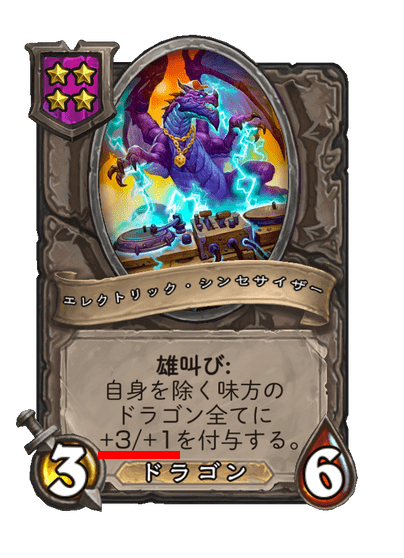 エレクトリック・シンセサイザー
雄叫び:
自身を除く味方の
ドラゴン全てに
+3/+1を付与する。
3
ドラゴン
6